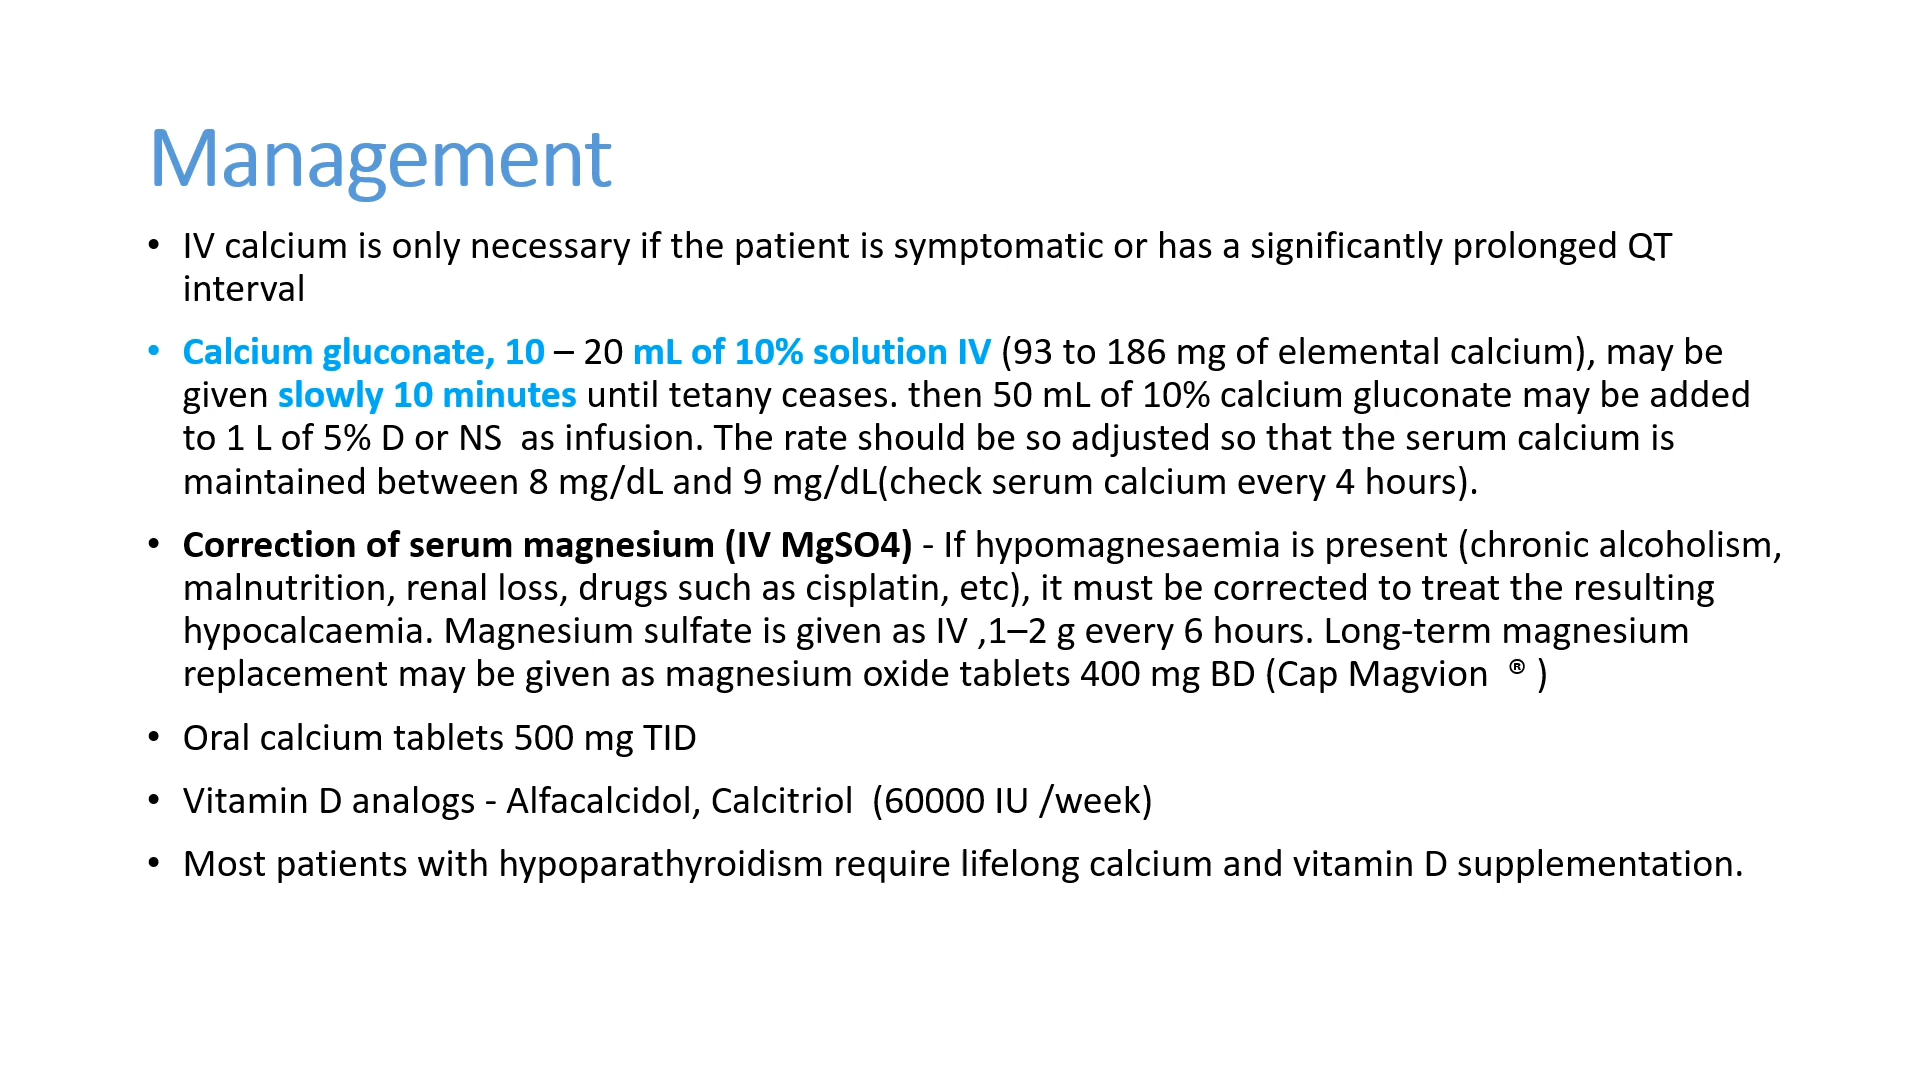 Management
• IV calcium is only necessary if the patient is symptomatic or has a significantly prolonged QT
interval
• Calcium gluconate, 10 – 20 mL of 10% solution IV (93 to 186 mg of elemental calcium), may be
given slowly 10 minutes until tetany ceases. then 50 mL of 10% calcium gluconate may be added
to 1 L of 5% D or NS  as infusion. The rate should be so adjusted so that the serum calcium is
maintained between 8 mg/dL and 9 mg/dL(check serum calcium every 4 hours).
• Correction of serum magnesium (IV MgSO4) - If hypomagnesaemia is present (chronic alcoholism,
malnutrition, renal loss, drugs such as cisplatin, etc), it must be corrected to treat the resulting
hypocalcaemia. Magnesium sulfate is given as IV ,1–2 g every 6 hours. Long-term magnesium
replacement may be given as magnesium oxide tablets 400 mg BD (Cap Magvion  ® )
• Oral calcium tablets 500 mg TID
• Vitamin D analogs - Alfacalcidol, Calcitriol  (60000 IU /week)
• Most patients with hypoparathyroidism require lifelong calcium and vitamin D supplementation.